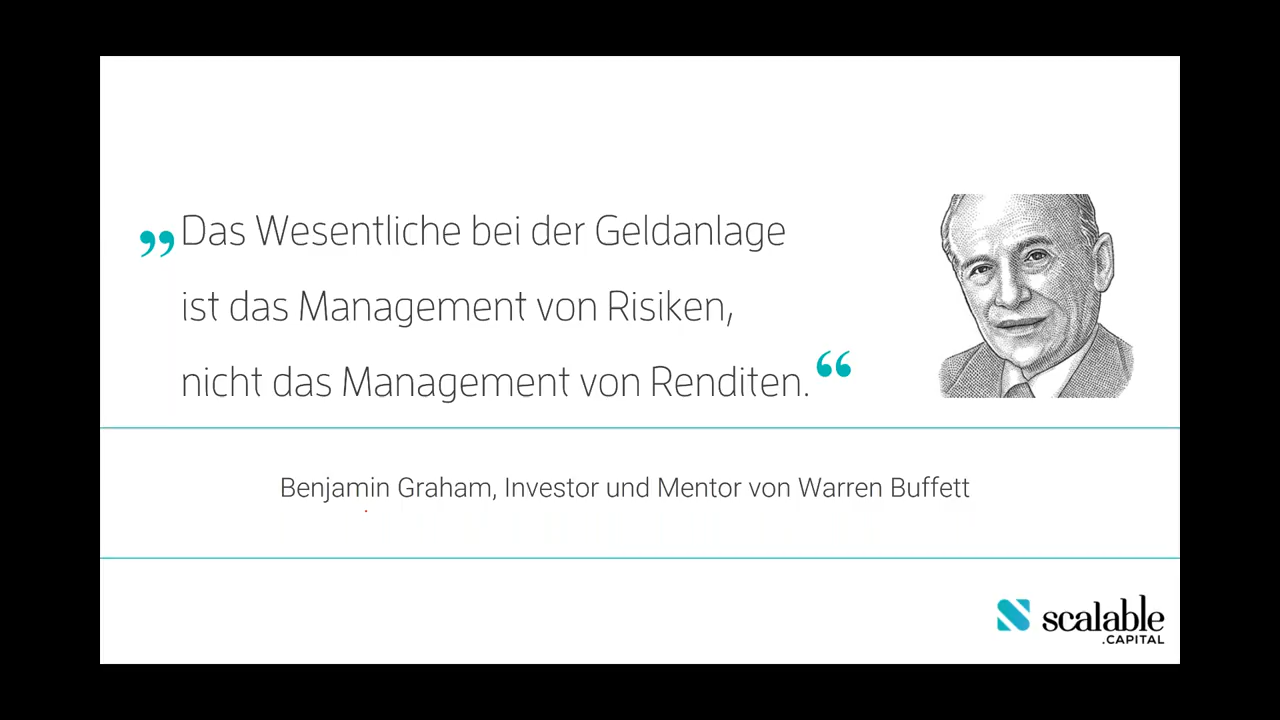 „Das Wesentliche bei der Geldanlage
ist das Management von Risiken,
nicht das Management von Renditen.“
Benjamin Graham, Investor und Mentor von Warren Buffett
scalable
.CAPITAL